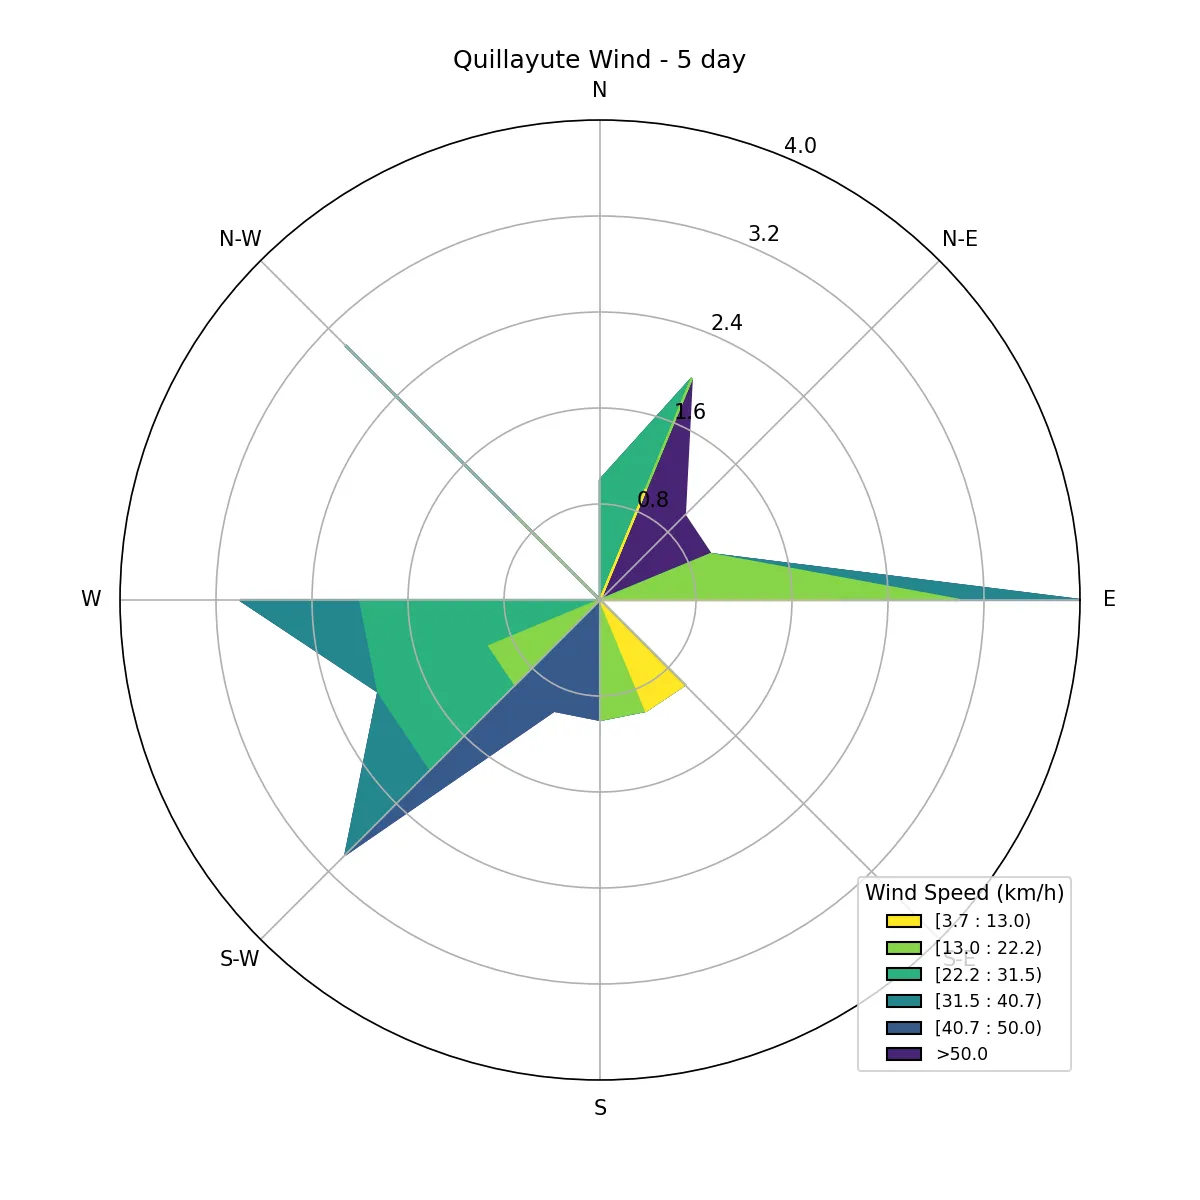 Quillayute Wind - 5 day
N
4.0
3.2
N-W
N-E
2.4
1.6
0.8
W
E
Wind Speed (km/h)
[3.7 : 13.0)
[13.0 : 22.2)
S-W
S-E
[22.2 : 31.5)
[31.5 : 40.7)
[40.7 : 50.0)
>50.0
S